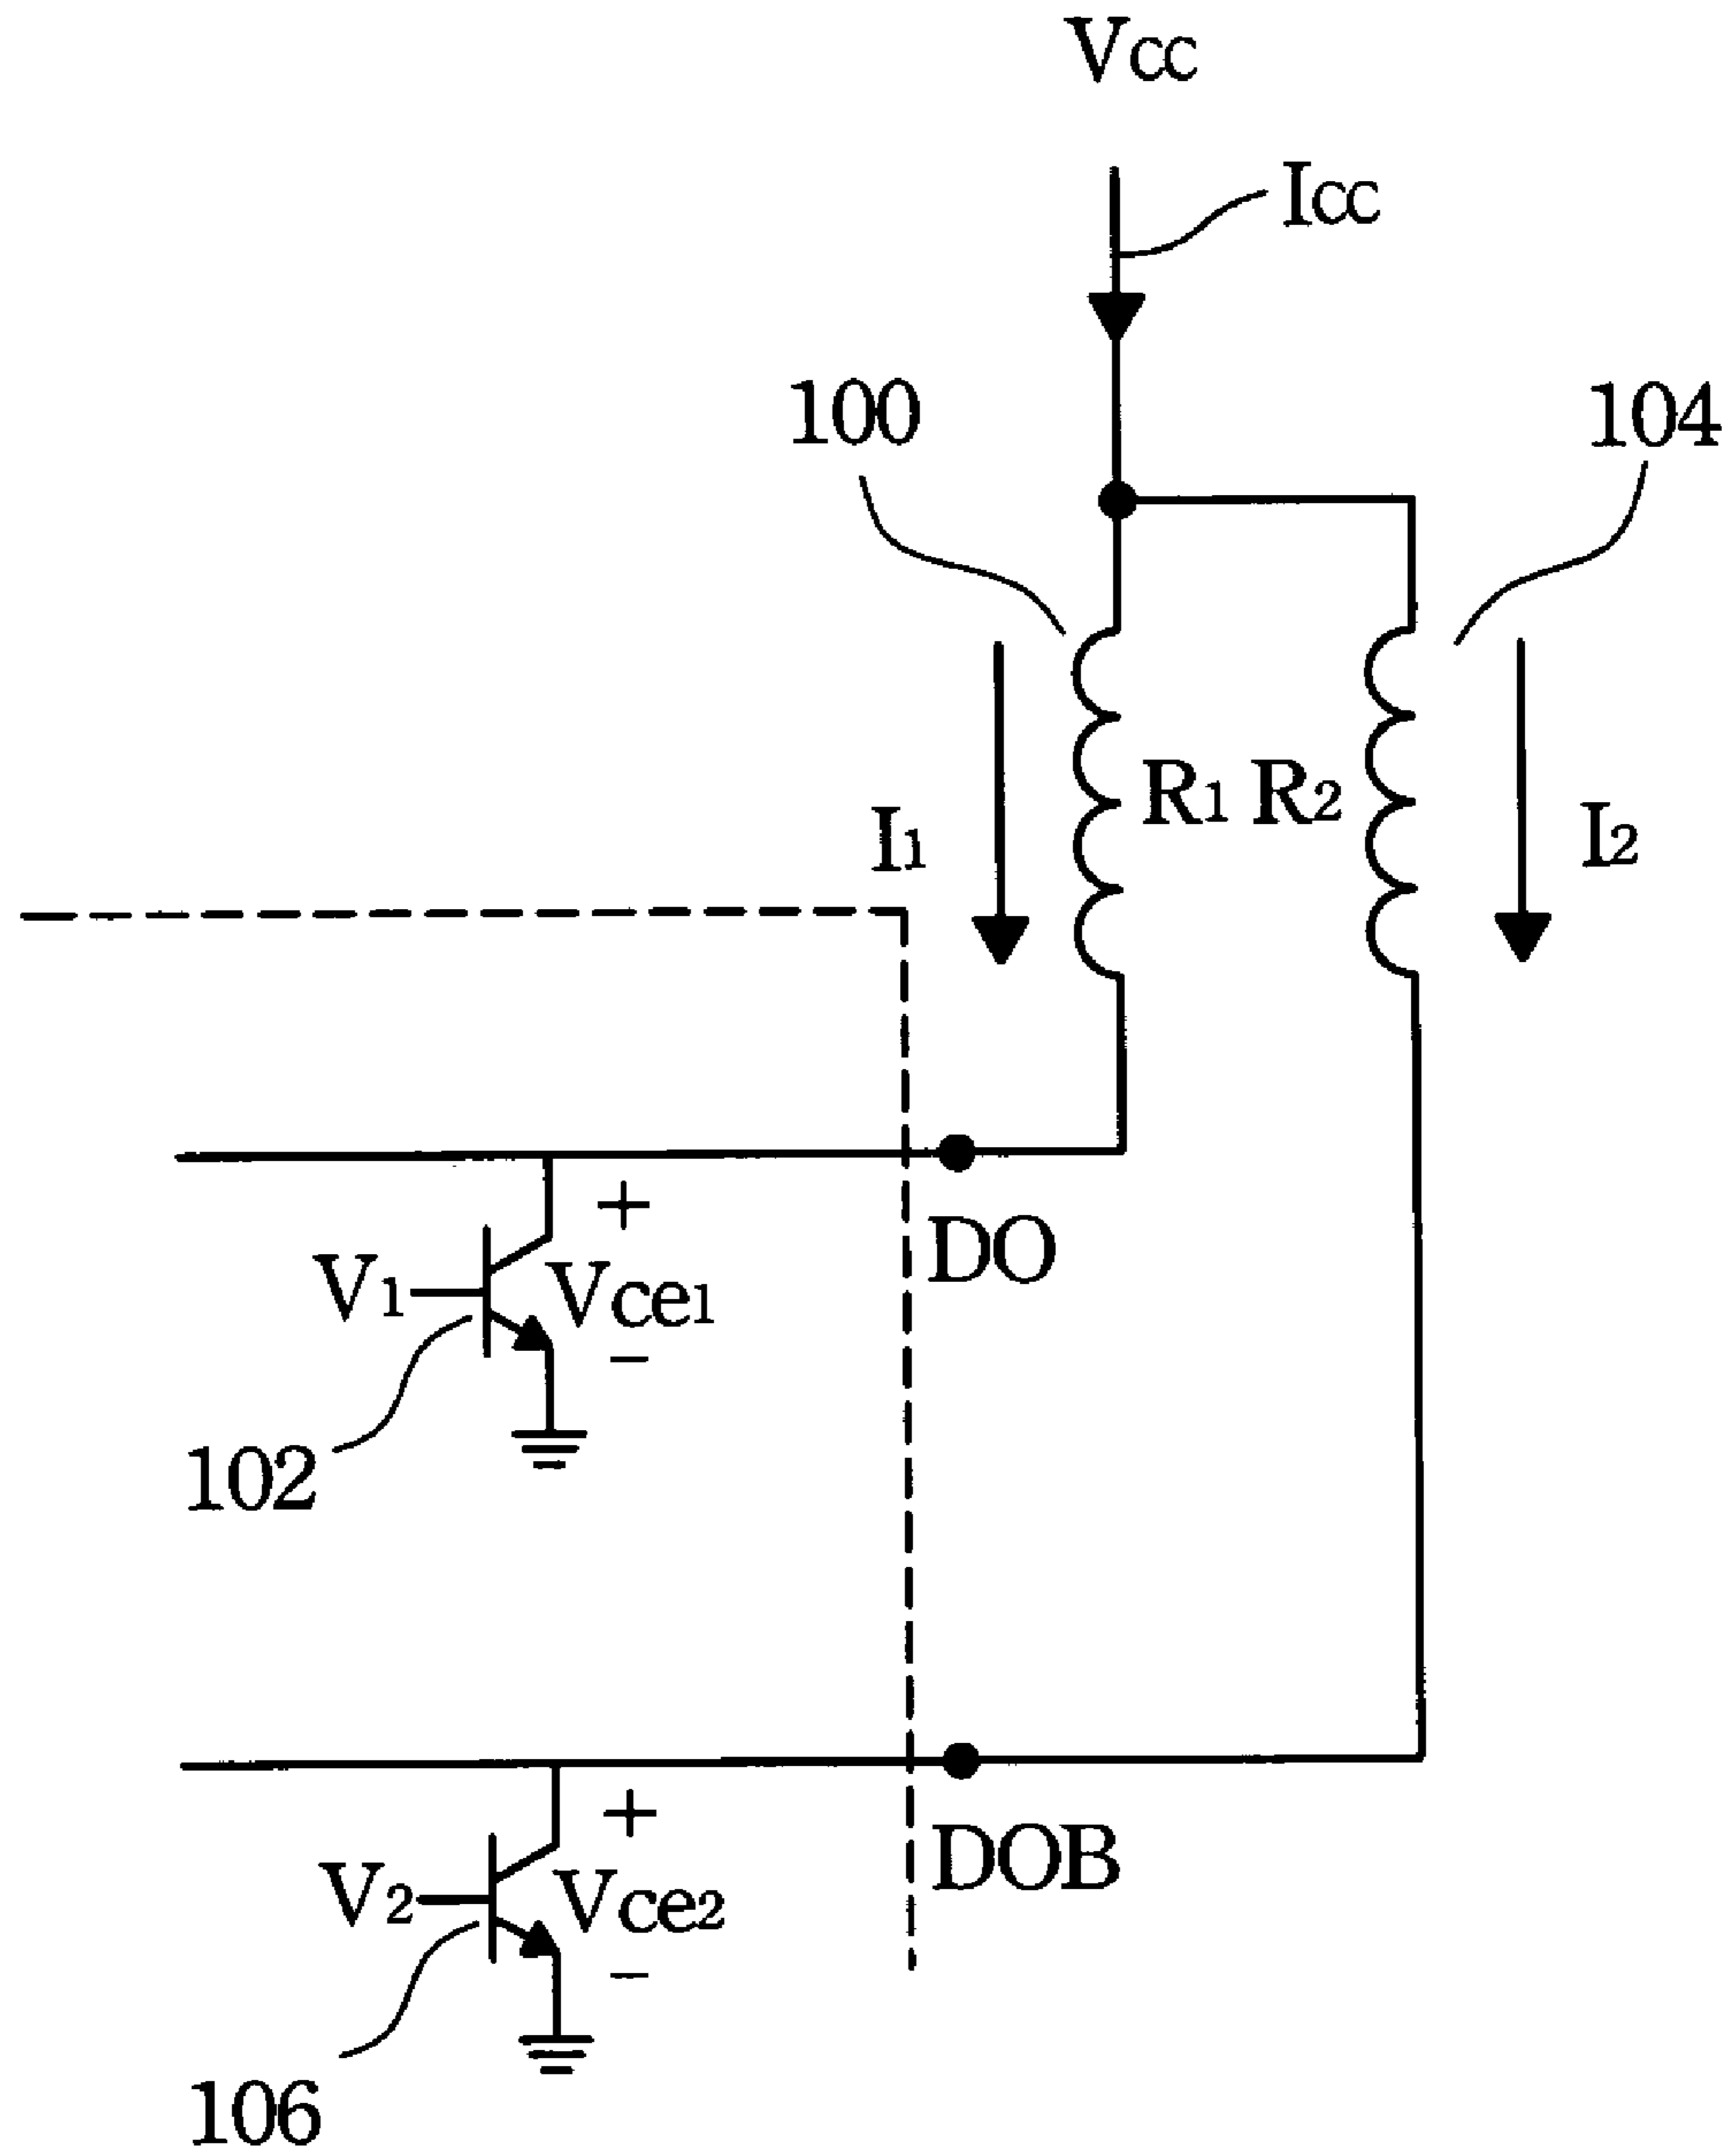 Vcc
Icc
100
104
R1 R2
I1
I2
+
DO
V1
Vce1
-
102
+
DOB
V2
Vce2
-
106